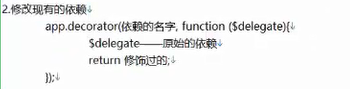 2.修改现有的依赖
app.decorator(依赖的名字, function ($delegate){
$delegate——原始的依赖
return 修饰过的;
});